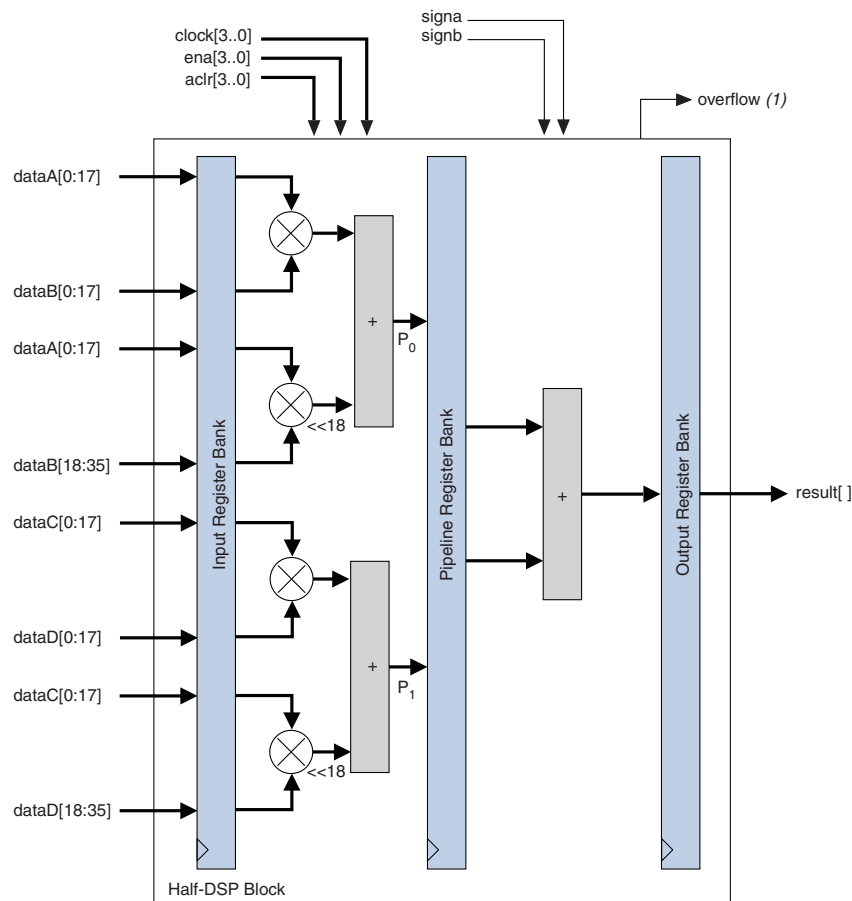 clock[3..0]
ena[3..0]
aclr[3..0]
signa
signb
overflow (1)
dataA[0:17]
dataB[0:17]
dataA[0:17]
dataB[18:35]
dataC[0:17]
dataD[0:17]
dataC[0:17]
dataD[18:35]
Input Register Bank
<<18
<<18
+
+
P0
P1
Pipeline Register Bank
+
Output Register Bank
result[ ]
Half-DSP Block